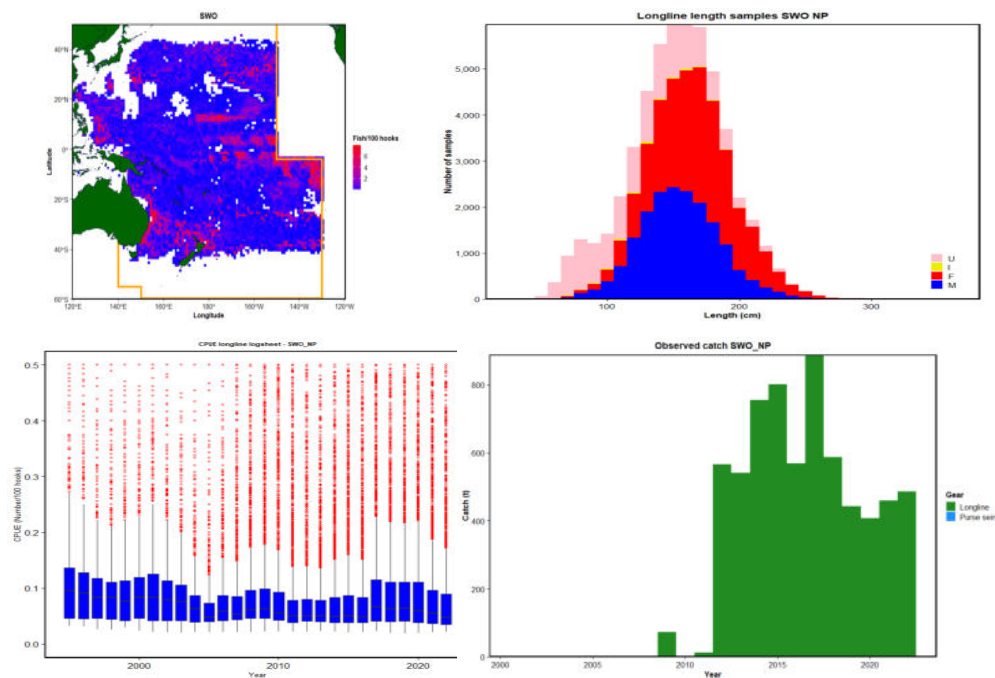 SWO
40°N
20°N
0°
20°S
40°S
60°S
Latitude
120°E 140°E 160°E 180° 160°W 140°W 120°W
Longitude
Fish/100 hooks
6
4
2
Longline length samples SWO NP
5,000
4,000
3,000
2,000
1,000
0
Number of samples
100 200 300
Length (cm)
U
I
F
M
CPUE longline logsheet - SWO_NP
0.5
0.4
0.3
0.2
0.1
0.0
CPUE (Number/100 hooks)
2000 2010 2020
Year
Observed catch SWO_NP
800
600
400
200
0
Catch (t)
2000 2005 2010 2015 2020
Year
Gear
Longline
Purse sein